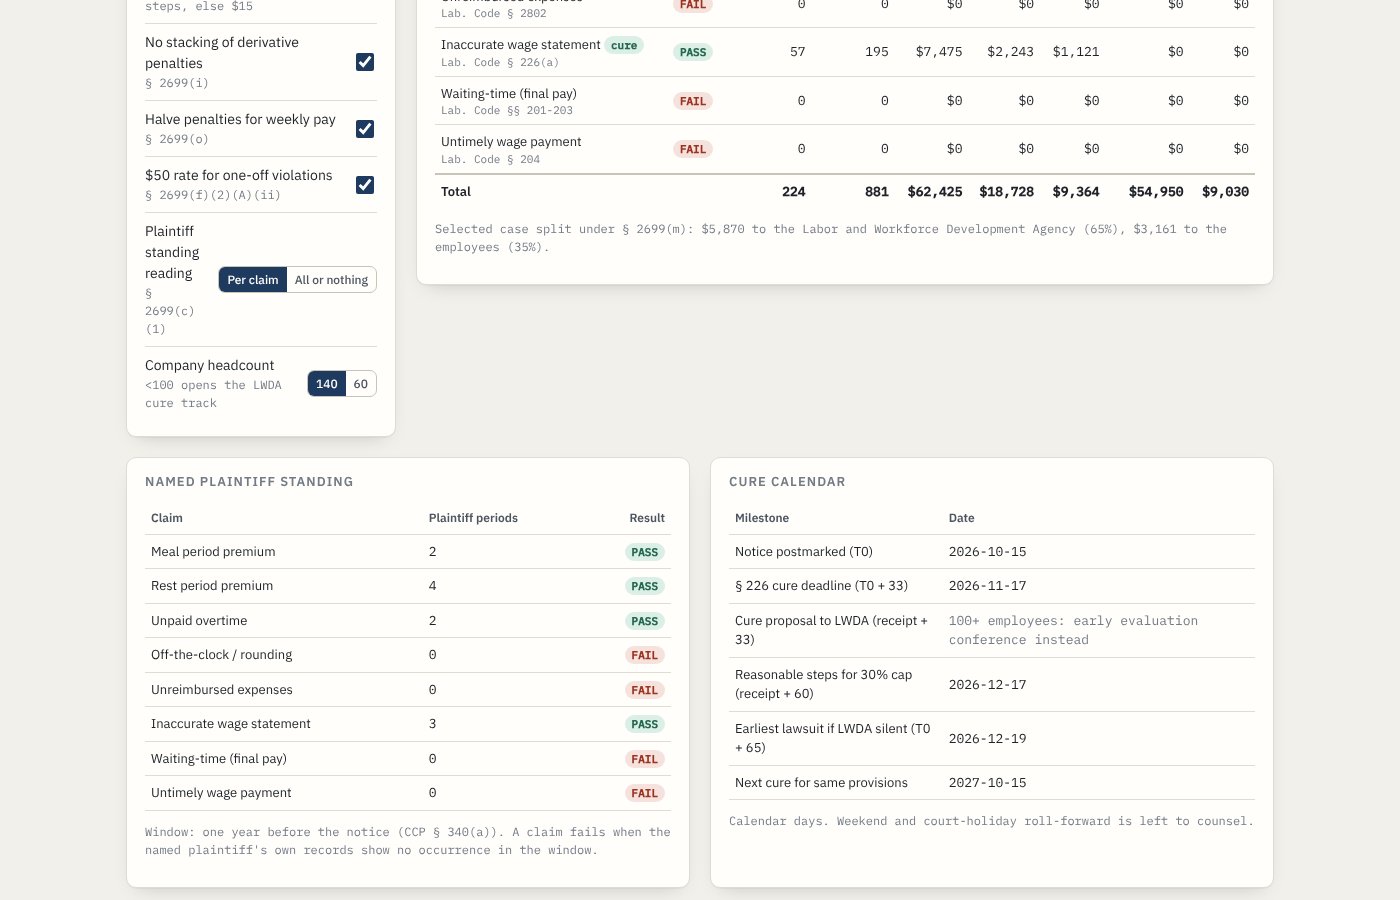 steps, else $15
No stacking of derivative
penalties
§ 2699(i)
Halve penalties for weekly pay
§ 2699(o)
$50 rate for one-off violations
§ 2699(f)(2)(A)(ii)
Plaintiff
standing
reading
§
2699(c)
(1)
Per claim All or nothing
Company headcount
<100 opens the LWDA
cure track
140 60
FAIL 0 0 $0 $0 $0 $0 $0
Lab. Code § 2802
Inaccurate wage statement cure PASS 57 195 $7,475 $2,243 $1,121 $0 $0
Lab. Code § 226(a)
Waiting-time (final pay) FAIL 0 0 $0 $0 $0 $0 $0
Lab. Code §§ 201-203
Untimely wage payment FAIL 0 0 $0 $0 $0 $0 $0
Lab. Code § 204
Total 224 881 $62,425 $18,728 $9,364 $54,950 $9,030
Selected case split under § 2699(m): $5,870 to the Labor and Workforce Development Agency (65%), $3,161 to the
employees (35%).
NAMED PLAINTIFF STANDING
Claim Plaintiff periods Result
Meal period premium 2 PASS
Rest period premium 4 PASS
Unpaid overtime 2 PASS
Off-the-clock / rounding 0 FAIL
Unreimbursed expenses 0 FAIL
Inaccurate wage statement 3 PASS
Waiting-time (final pay) 0 FAIL
Untimely wage payment 0 FAIL
Window: one year before the notice (CCP § 340(a)). A claim fails when the
named plaintiff's own records show no occurrence in the window.
CURE CALENDAR
Milestone Date
Notice postmarked (T0) 2026-10-15
§ 226 cure deadline (T0 + 33) 2026-11-17
Cure proposal to LWDA (receipt +
33)
100+ employees: early evaluation
conference instead
Reasonable steps for 30% cap
(receipt + 60)
2026-12-17
Earliest lawsuit if LWDA silent (T0
+ 65)
2026-12-19
Next cure for same provisions 2027-10-15
Calendar days. Weekend and court-holiday roll-forward is left to counsel.